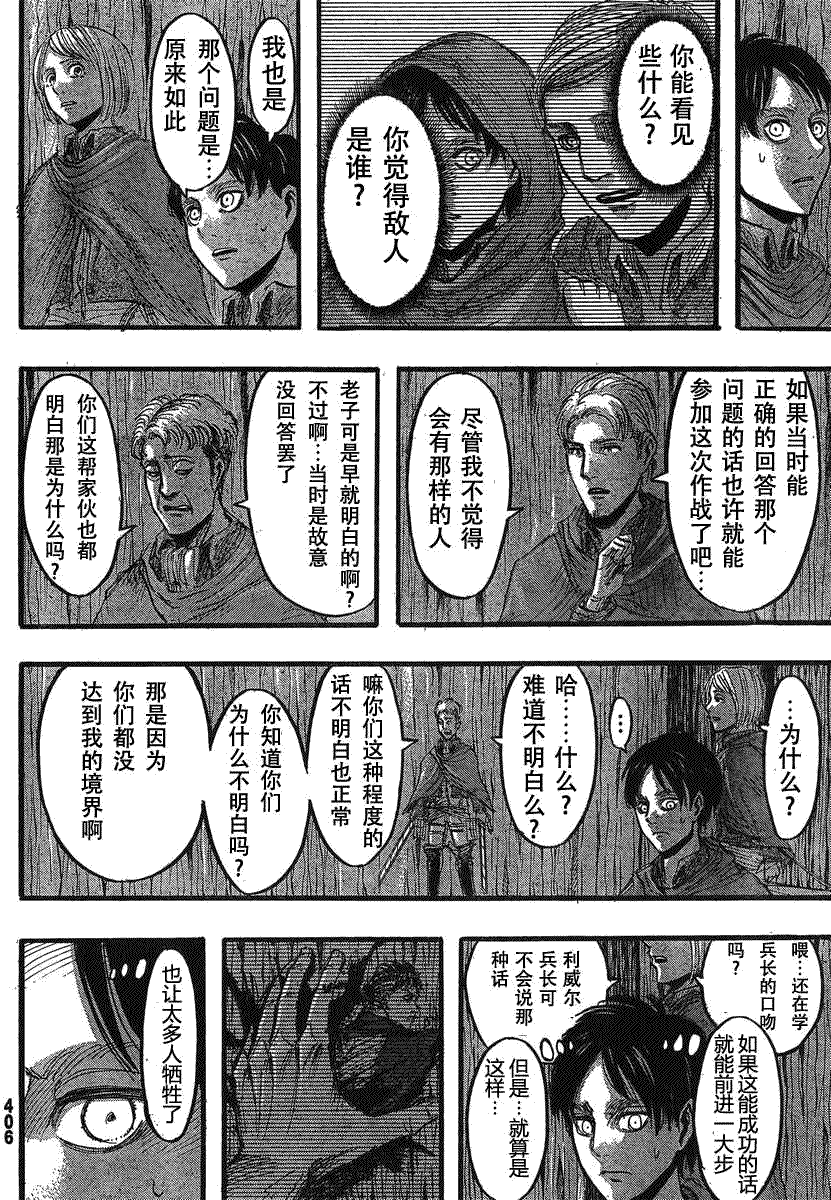 你能看见
些什么？
你觉得敌人
是谁？
我也是
那个问题是…
原来如此
如果当时能
正确的回答那个
问题的话也许就能
参加这次作战了吧…
尽管我不觉得
会有那样的人
老子可是早就明白的啊？
不过啊…当时是故意
没回答罢了
你们这帮家伙也都
明白那是为什么吗？
…为什么？
…
哈……什么？
难道不明白么？
嘛你们这种程度的
话不明白也正常
你知道你们
为什么不明白吗？
那是因为
你们都没
达到我的境界啊
喂…还在学
兵长的口吻
吗？
利威尔
兵长可
不会说那
种话
如果这能成功的话
就能前进一大步
但是…就算是
这样…
也让太多人牺牲了
406